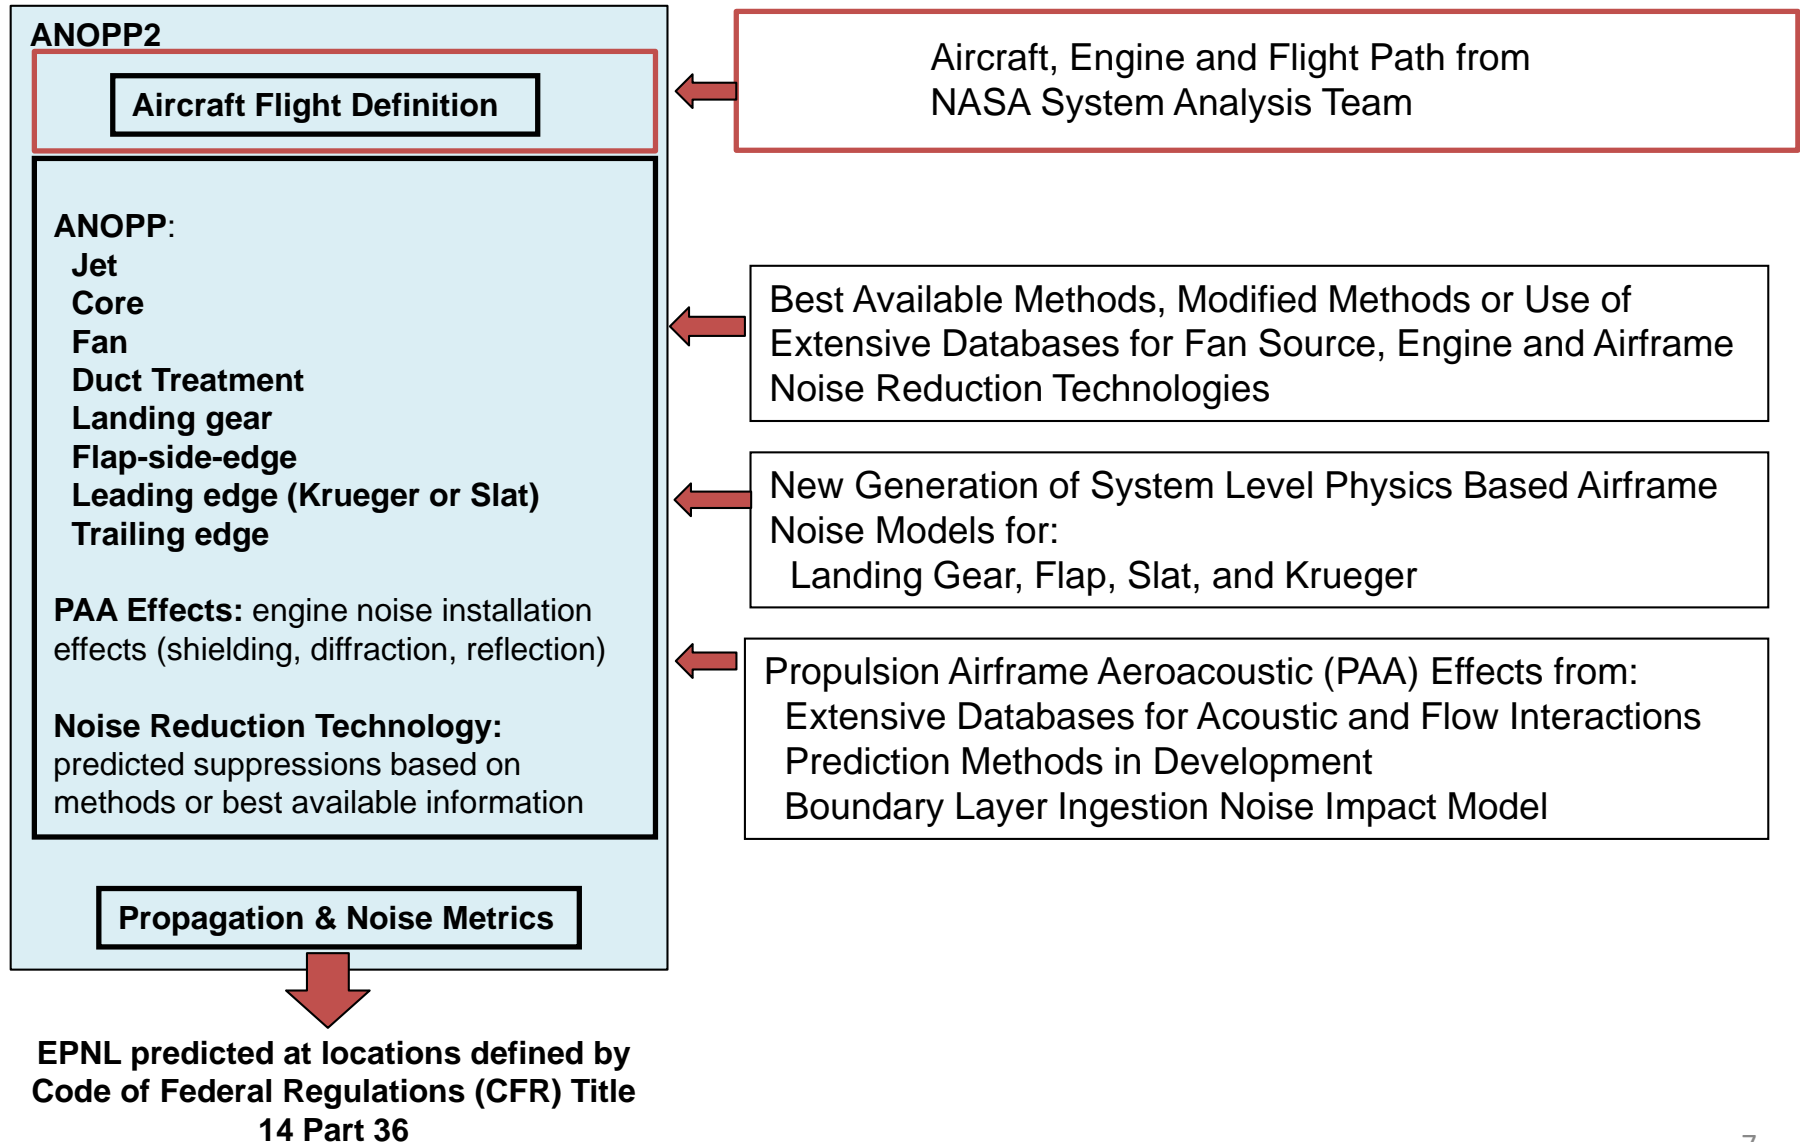 ANOPP2
Aircraft Flight Definition
ANOPP:
Jet
Core
Fan
Duct Treatment
Landing gear
Flap-side-edge
Leading edge (Krueger or Slat)
Trailing edge
PAA Effects: engine noise installation
effects (shielding, diffraction, reflection)
Noise Reduction Technology:
predicted suppressions based on
methods or best available information
Propagation & Noise Metrics
EPNL predicted at locations defined by
Code of Federal Regulations (CFR) Title
14 Part 36
Aircraft, Engine and Flight Path from
NASA System Analysis Team
Best Available Methods, Modified Methods or Use of
Extensive Databases for Fan Source, Engine and Airframe
Noise Reduction Technologies
New Generation of System Level Physics Based Airframe
Noise Models for:
Landing Gear, Flap, Slat, and Krueger
Propulsion Airframe Aeroacoustic (PAA) Effects from:
Extensive Databases for Acoustic and Flow Interactions
Prediction Methods in Development
Boundary Layer Ingestion Noise Impact Model
7